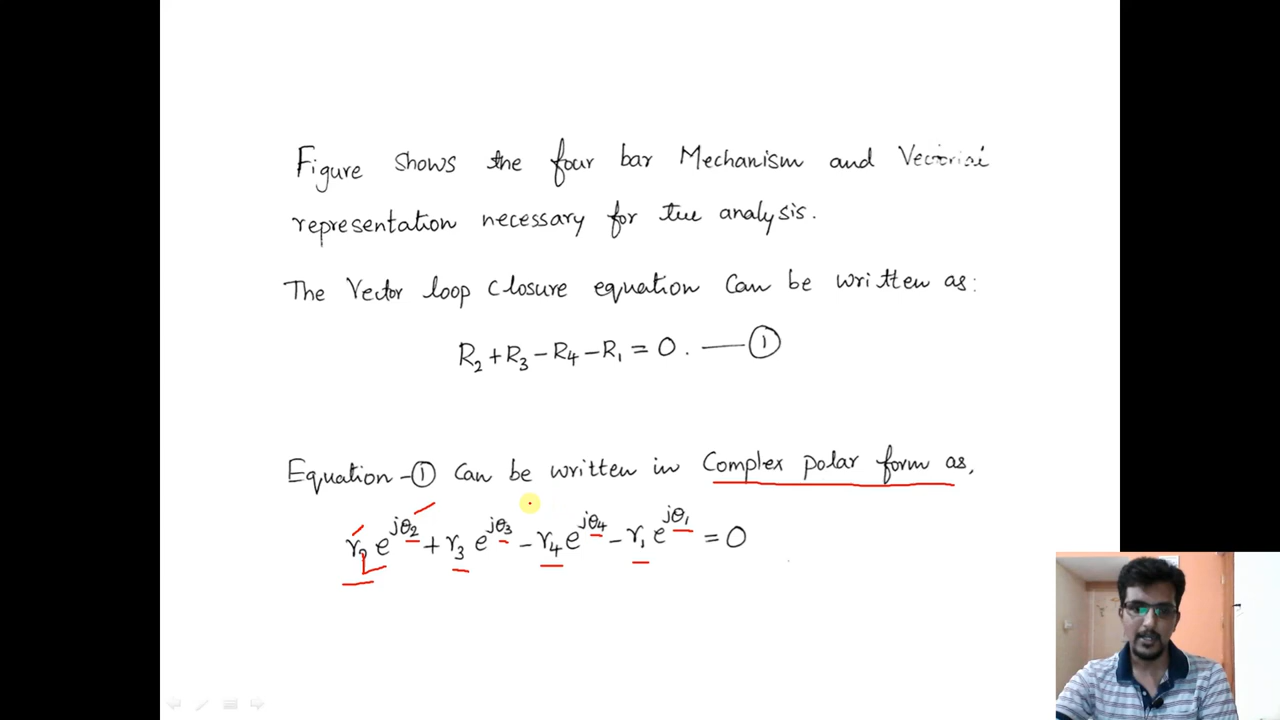 Figure shows the four bar Mechanism and
representation necessary for the analysis.
The Vector loop closure equation can be written as:
R₂ + R₃ − R₄ − R₁ = 0. —— ①
Equation -① can be written in Complex polar form as,
r₂ e^{jθ₂} + r₃ e^{jθ₃} − r₄ e^{jθ₄} − r₁ e^{jθ₁} = 0